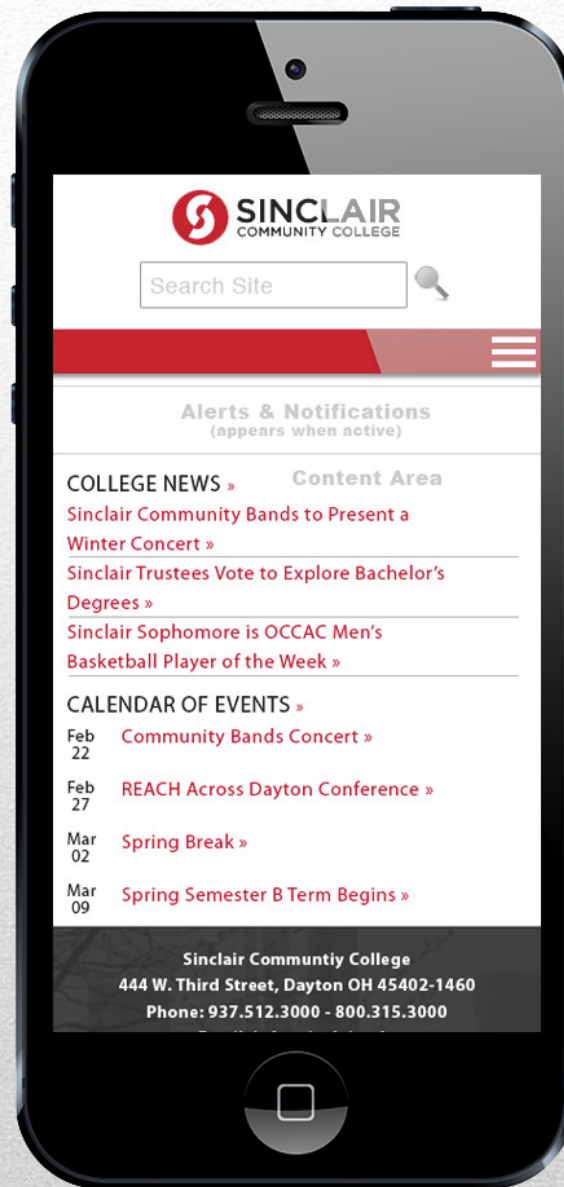 SINCLAIR
COMMUNITY COLLEGE
Search Site
Alerts & Notifications
(appears when active)
Content Area
COLLEGE NEWS »
Sinclair Community Bands to Present a
Winter Concert »
Sinclair Trustees Vote to Explore Bachelor's
Degrees »
Sinclair Sophomore is OCCAC Men's
Basketball Player of the Week »
CALENDAR OF EVENTS »
Feb
22
Community Bands Concert »
Feb
27
REACH Across Dayton Conference »
Mar
02
Spring Break »
Mar
09
Spring Semester B Term Begins »
Sinclair Communtiy College
444 W. Third Street, Dayton OH 45402-1460
Phone: 937.512.3000 - 800.315.3000